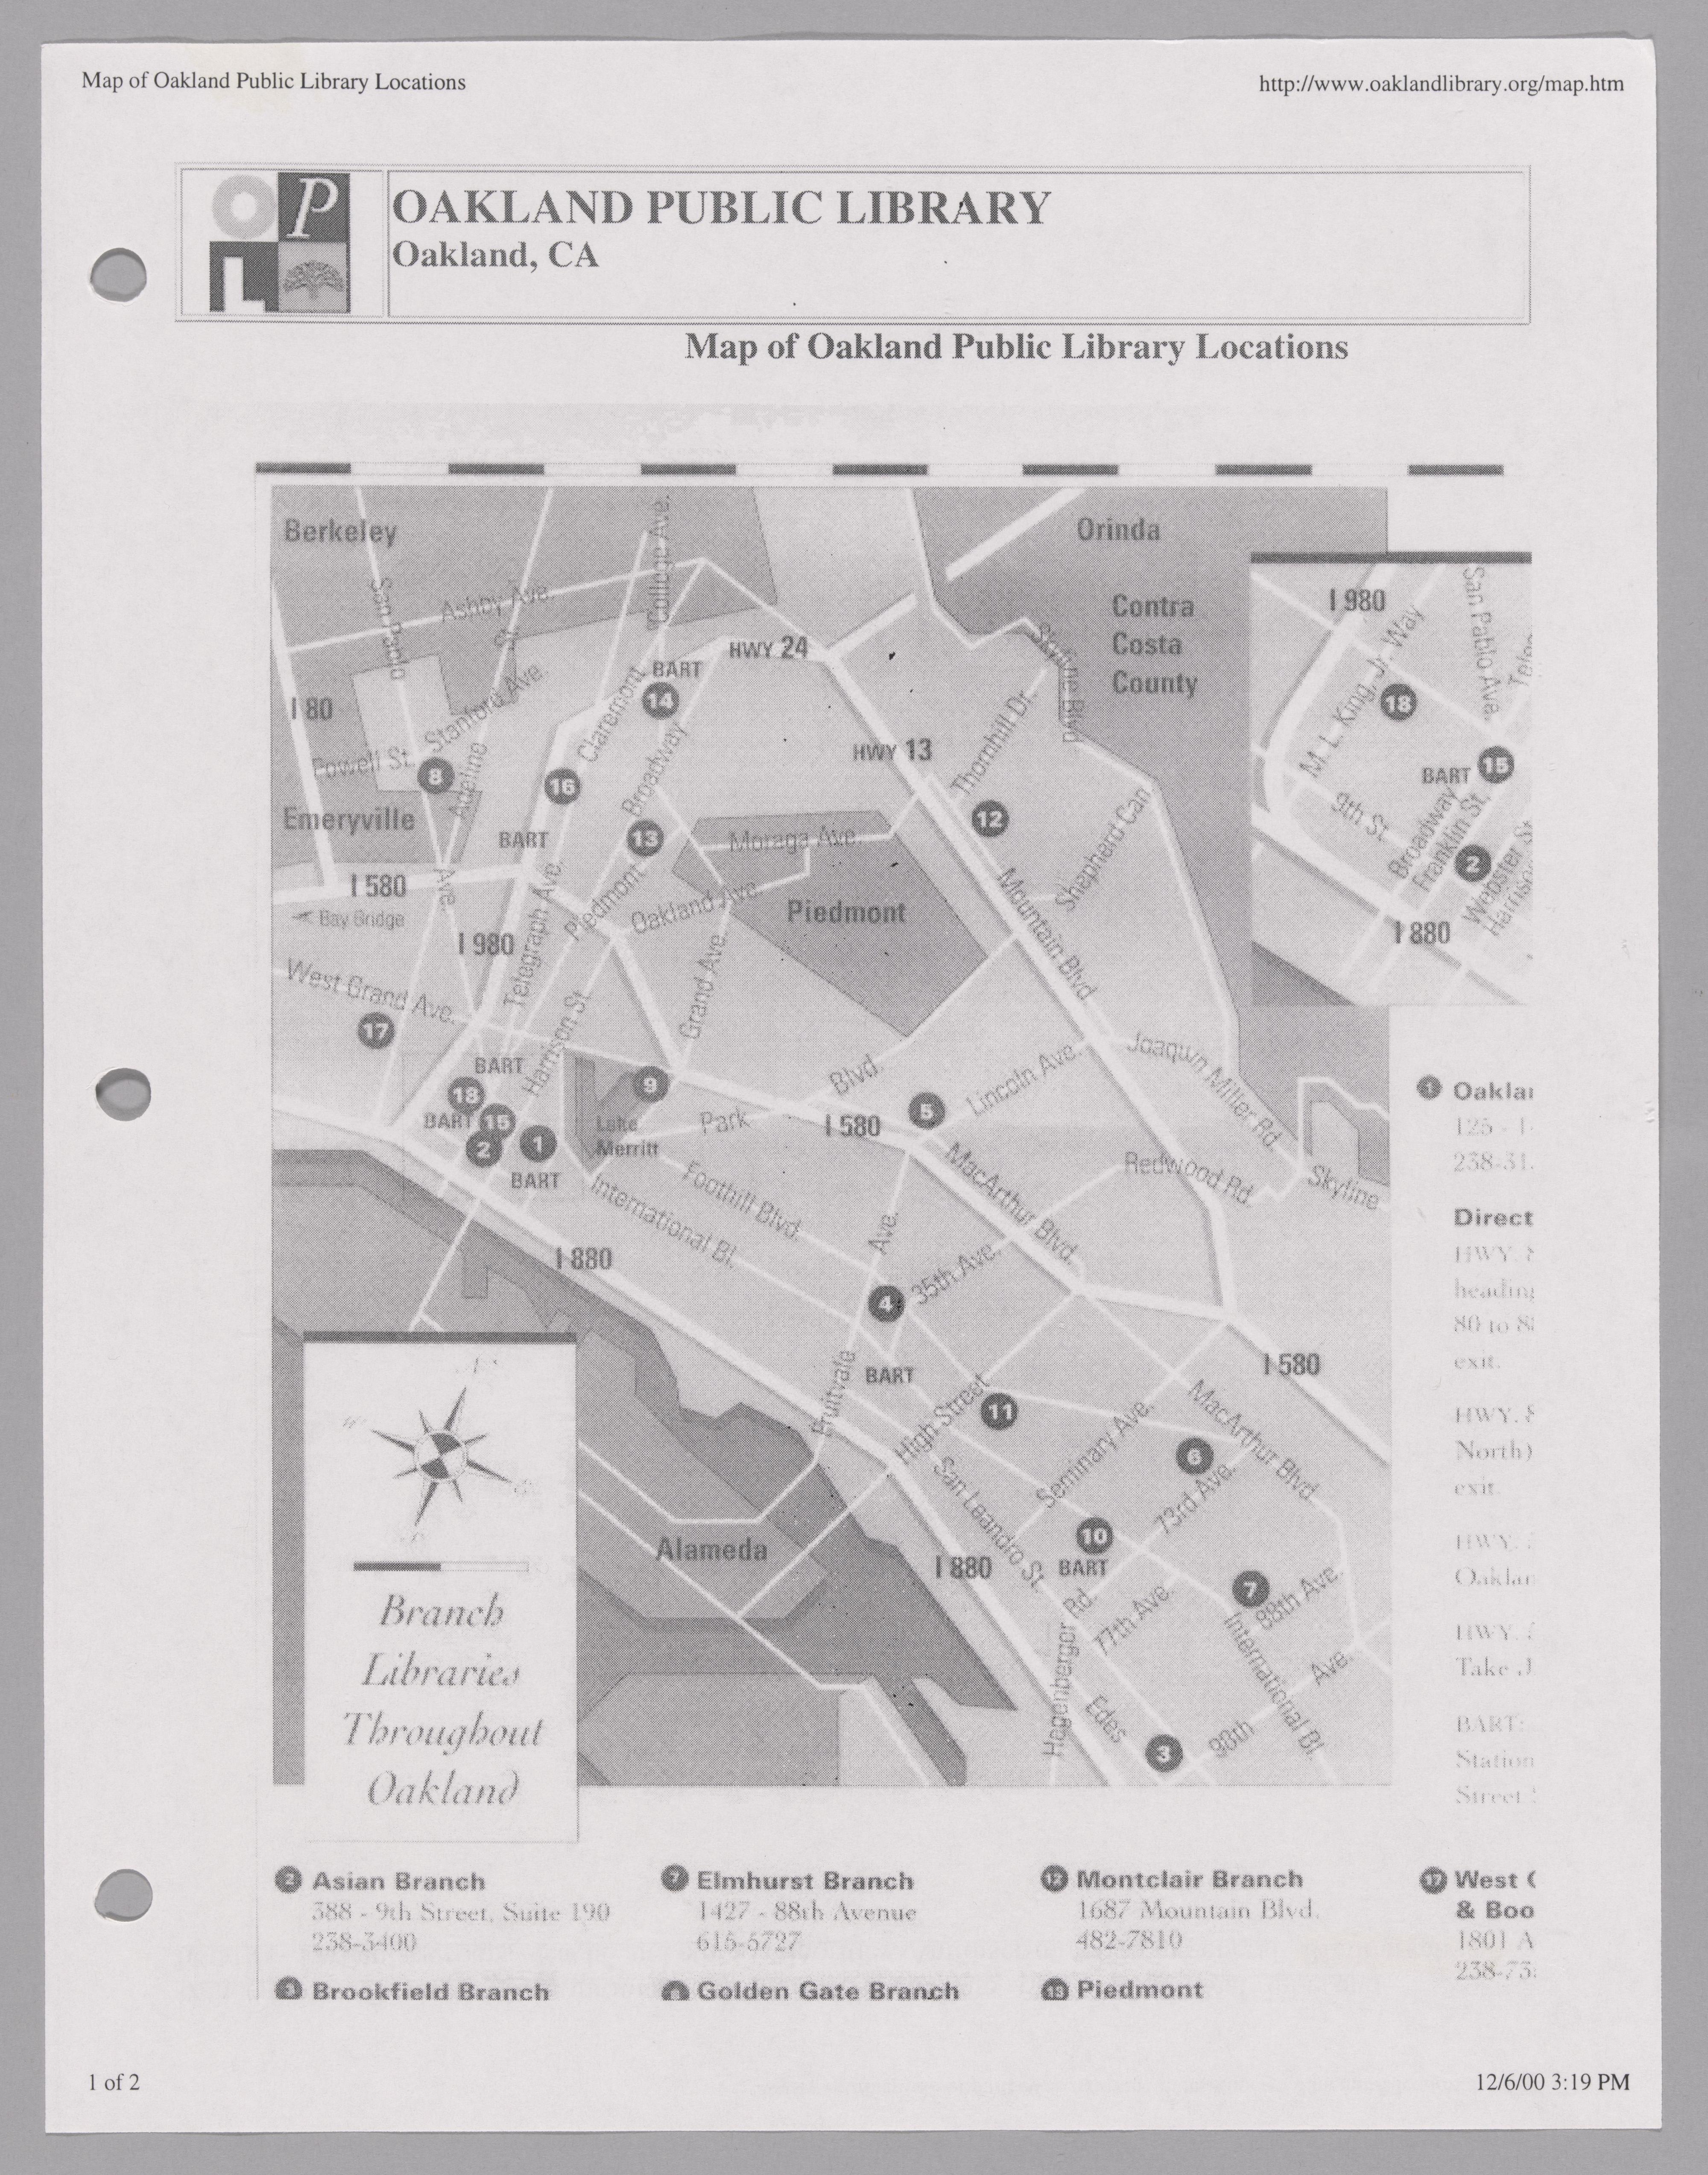 Map of Oakland Public Library Locations
http://www.oaklandlibrary.org/map.htm
OPL
OAKLAND PUBLIC LIBRARY
Oakland, CA
Map of Oakland Public Library Locations
Berkeley
Orinda
College Ave.
San Pablo
Ashby Ave.
St.
Skyline Blvd.
Contra
Costa
County
HWY 24
BART
14
I 80
Stanford Ave.
Claremont
Broadway
HWY 13
Thornhill Dr.
Powell St.
8
Adeline
16
12
Emeryville
BART
13
Moraga Ave.
Shepherd Can
I 580
Ave.
Bay Bridge
Piedmont
Oakland Ave.
Piedmont
Mountain Blvd
I 980
Telegraph Ave.
Grand Ave.
West Grand Ave.
17
Harrison St.
BART
18
9
Blvd.
Lincoln Ave.
Joaquin Miller Rd.
BART
15
2
1
BART
Lake
Merritt
Park
I 580
5
MacArthur Blvd.
Redwood Rd.
Skyline
Foothill Blvd.
International Bl.
Ave.
I 880
35th Ave.
4
BART
Fruitvale
High Street
11
I 580
MacArthur Blvd
Seminary Ave.
6
73rd Ave.
San Leandro St.
10
BART
Alameda
I 880
Hegenberger Rd.
77th Ave.
7
88th Ave.
International Bl.
Edes
98th Ave.
3
I 980
San Pablo Ave.
M. L. King, Jr. Way
18
BART
15
9th St.
Broadway
Franklin St.
2
Webster St
I 880
Branch
Libraries
Throughout
Oakland
1 Oaklan
238-31
Direct
HWY.
heading
80 to 8
exit.
HWY.
North)
exit.
HWY.
Oaklan
HWY.
Take J
BART:
Station
Street
2 Asian Branch
388 - 9th Street, Suite 190
238-3400
3 Brookfield Branch
7 Elmhurst Branch
1427 - 88th Avenue
615-5727
8 Golden Gate Branch
12 Montclair Branch
1687 Mountain Blvd.
482-7810
13 Piedmont
17 West
& Boo
1801 A
238-73
1 of 2
12/6/00 3:19 PM